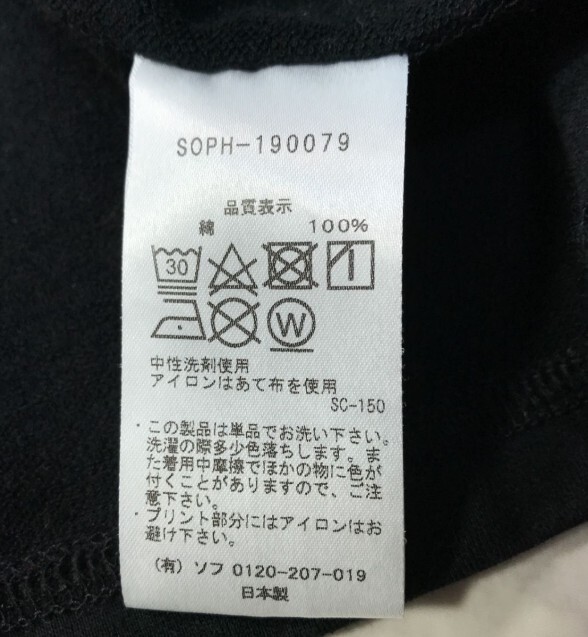 SOPH-190079
品質表示
綿 100%
30
W
中性洗剤使用
アイロンはあて布を使用
SC-150
・この製品は単品でお洗い下さい。
洗濯の際多少色落ちします。ま
た着用中摩擦でほかの物に色が
付くことがありますので、ご注
意下さい。
・プリント部分にはアイロンはお
避け下さい。
(有) ソフ 0120-207-019
日本製